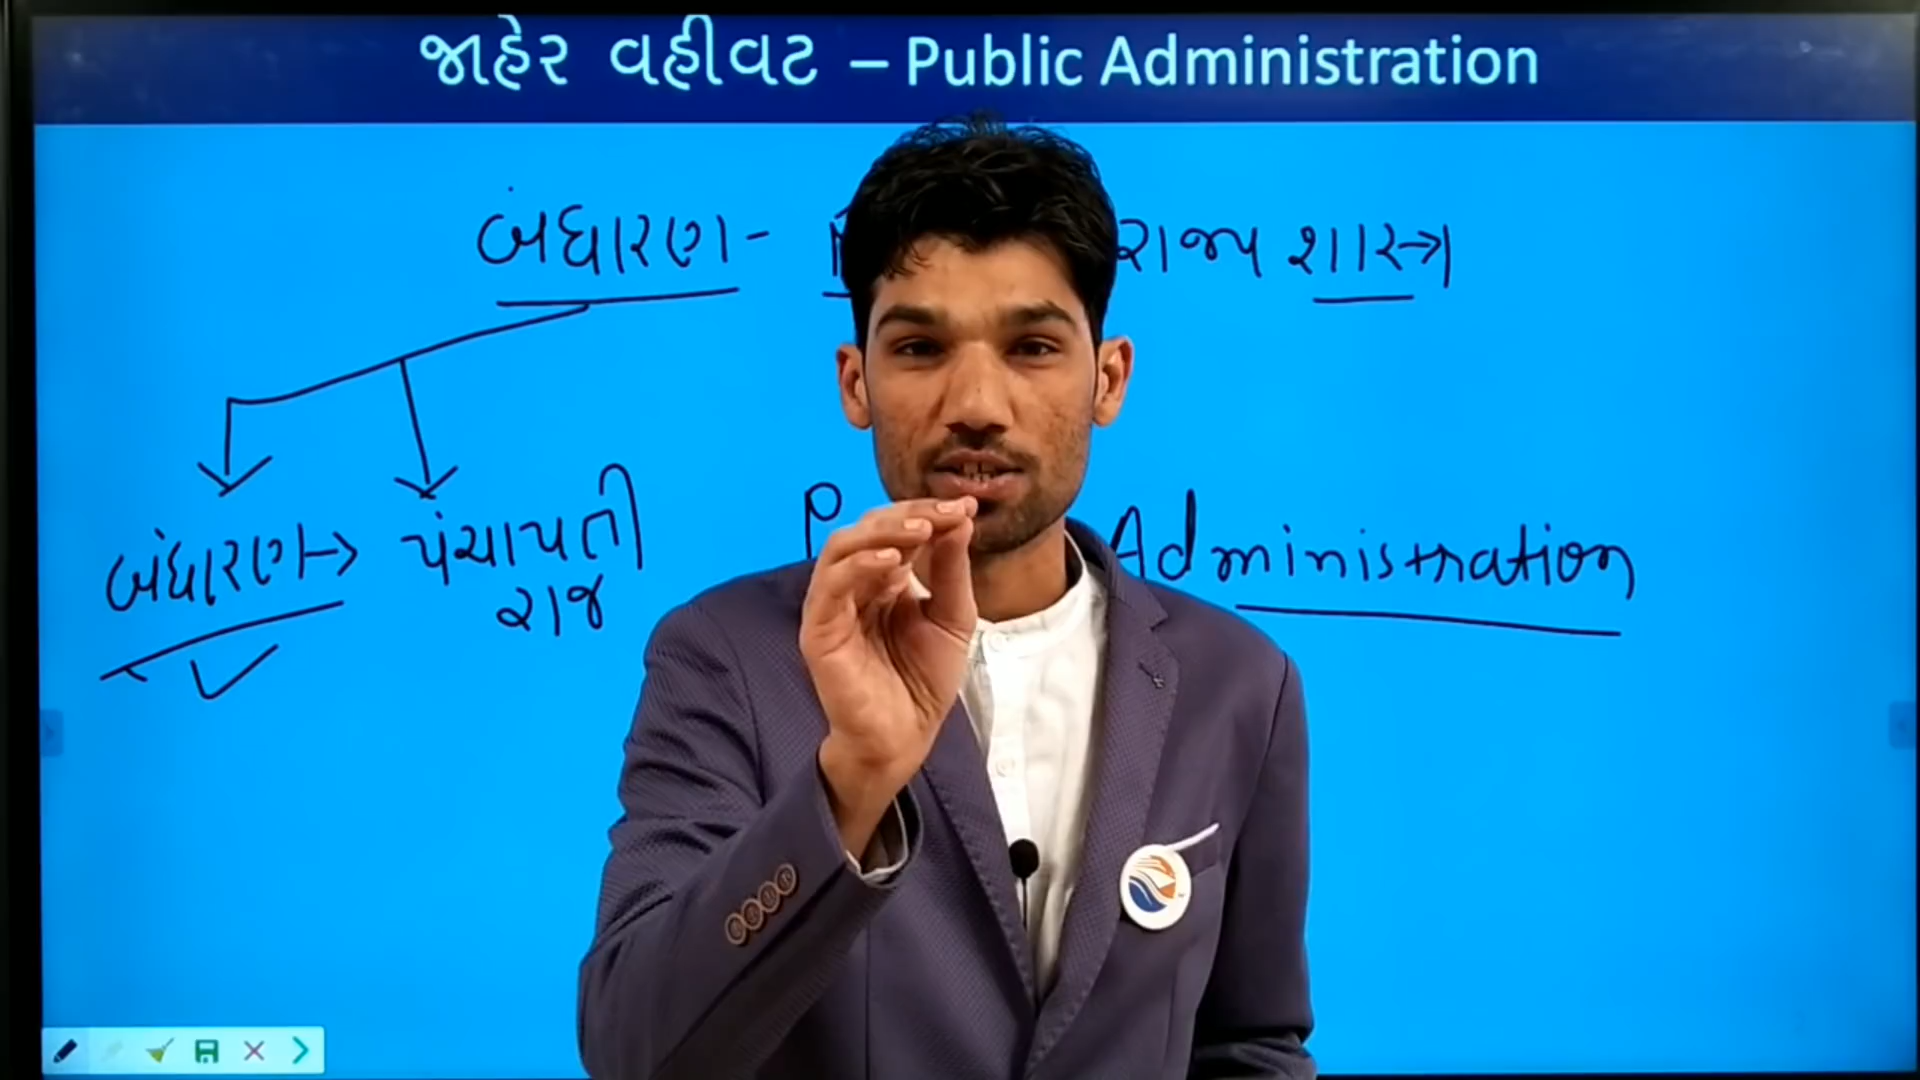 જાહેર વહીવટ – Public Administration
બંધારણ - રાજ્ય શાસ્ત્ર
બંધારણ → પંચાયતી
રાજ
Administration